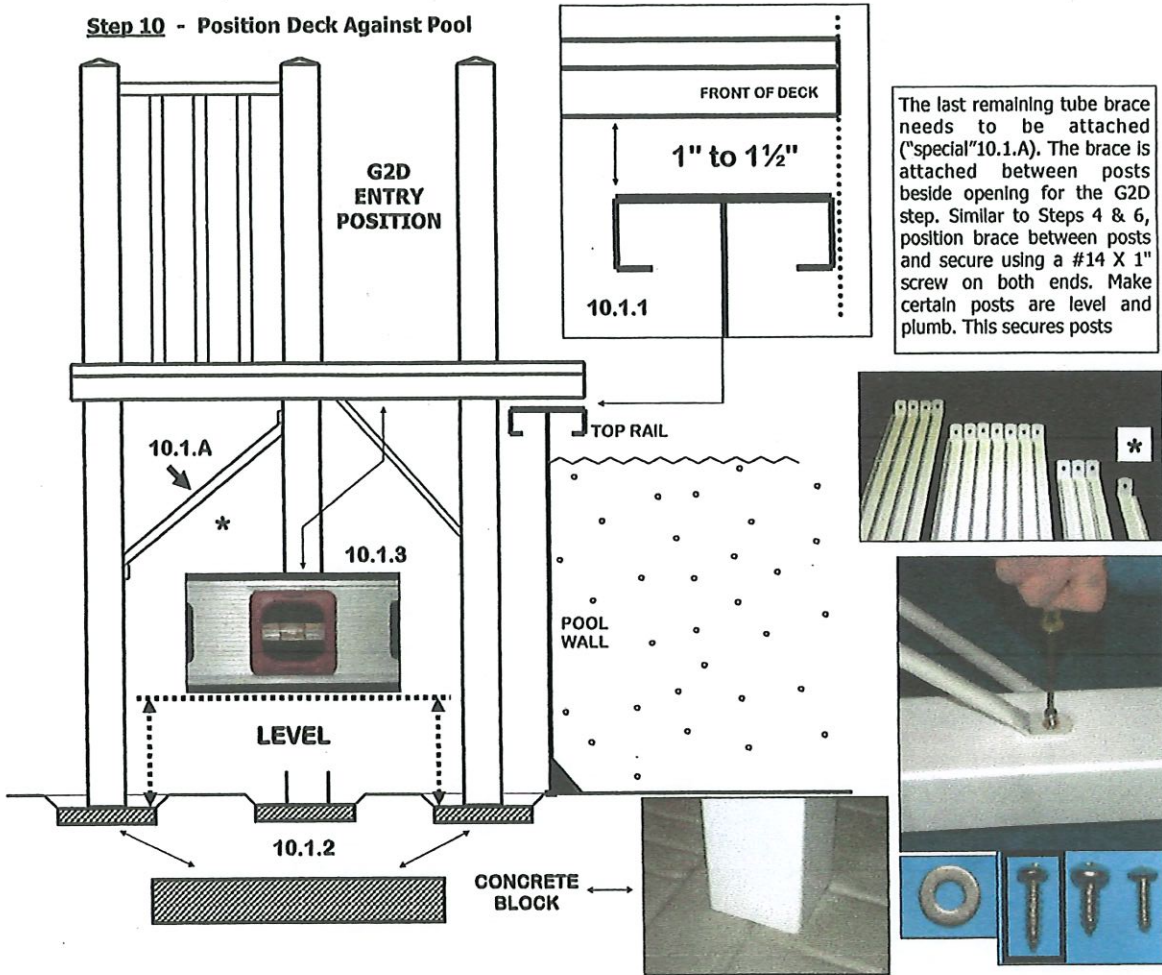 Step 10 - Position Deck Against Pool
G2D
ENTRY
POSITION
FRONT OF DECK
1" to 1½"
10.1.1
The last remaining tube brace
needs to be attached
("special"10.1.A). The brace is
attached between posts
beside opening for the G2D
step. Similar to Steps 4 & 6,
position brace between posts
and secure using a #14 X 1"
screw on both ends. Make
certain posts are level and
plumb. This secures posts
TOP RAIL
10.1.A
*
*
10.1.3
POOL
WALL
LEVEL
10.1.2
CONCRETE
BLOCK